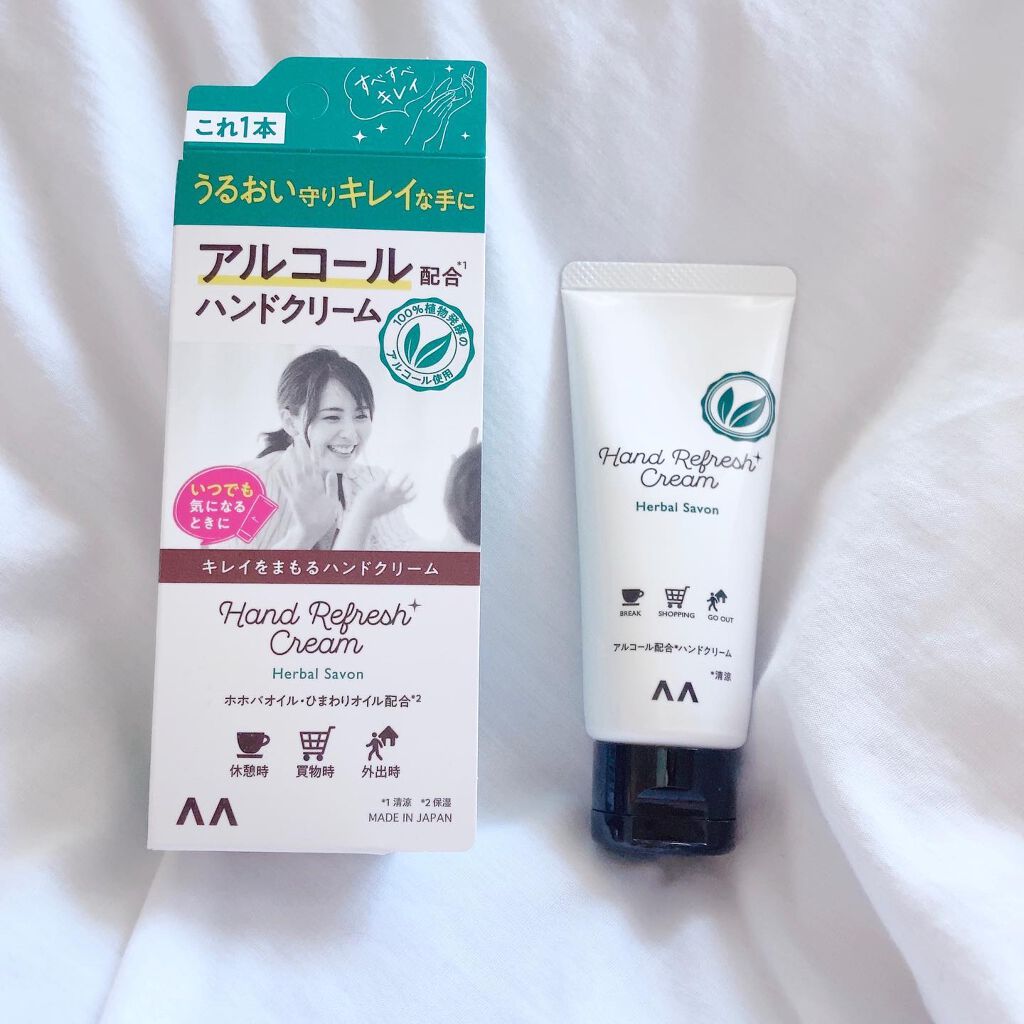 すべすべ
キレイ
これ1本
うるおい守りキレイな手に
アルコール配合*1
ハンドクリーム
100%植物発酵の
アルコール使用
いつでも
気になる
ときに
キレイをまもるハンドクリーム
Hand Refresh
Cream
Herbal Savon
ホホバオイル・ひまわりオイル配合*2
休憩時 買物時 外出時
*1 清涼 *2 保湿
MADE IN JAPAN
Hand Refresh
Cream
Herbal Savon
BREAK SHOPPING GO OUT
アルコール配合*ハンドクリーム
*清涼